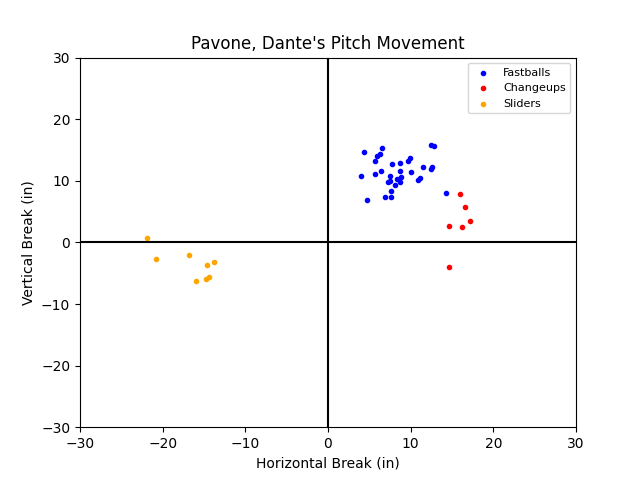 Pavone, Dante's Pitch Movement
Fastballs
Changeups
Sliders
30
20
10
0
−10
−20
−30
Vertical Break (in)
−30 −20 −10 0 10 20 30
Horizontal Break (in)